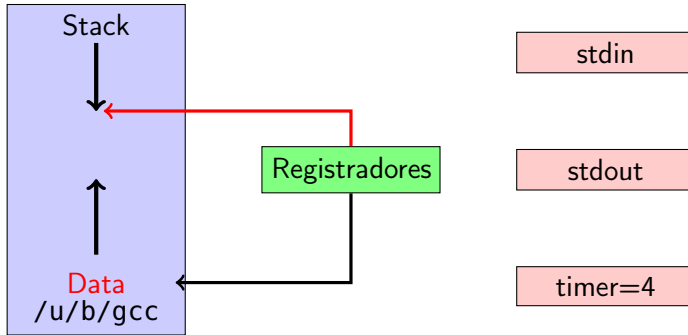 Stack
stdin
Registradores
stdout
Data
/u/b/gcc
timer=4